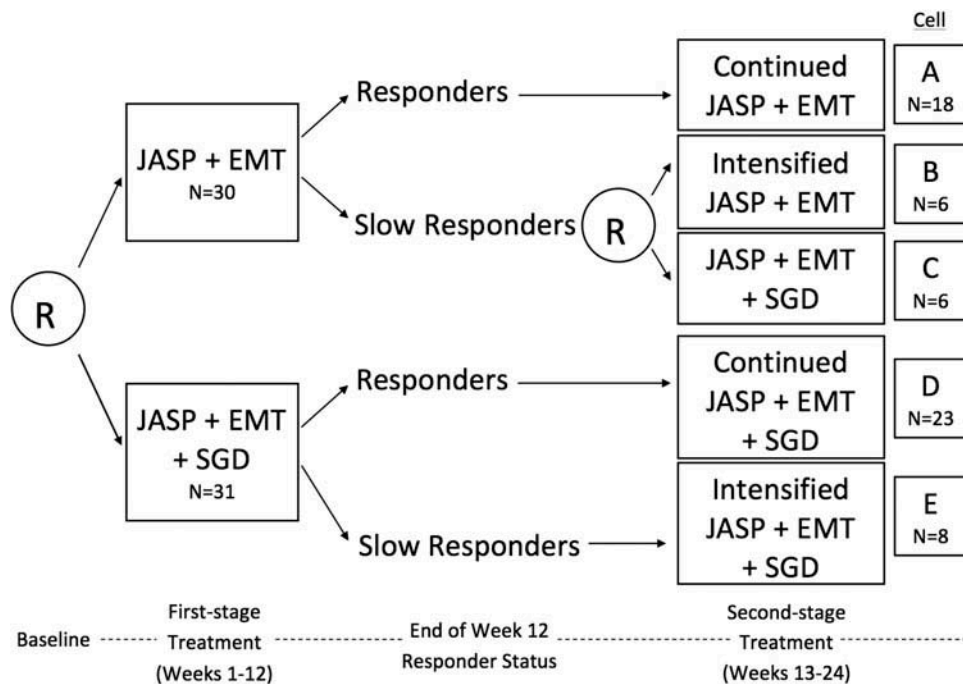 Cell
Responders
Continued
JASP + EMT
A
N=18
JASP + EMT
N=30
Intensified
JASP + EMT
B
N=6
Slow Responders
R
JASP + EMT
+ SGD
C
N=6
R
Responders
Continued
JASP + EMT
+ SGD
D
N=23
JASP + EMT
+ SGD
N=31
Slow Responders
Intensified
JASP + EMT
+ SGD
E
N=8
Baseline
First-stage
Treatment
(Weeks 1-12)
End of Week 12
Responder Status
Second-stage
Treatment
(Weeks 13-24)